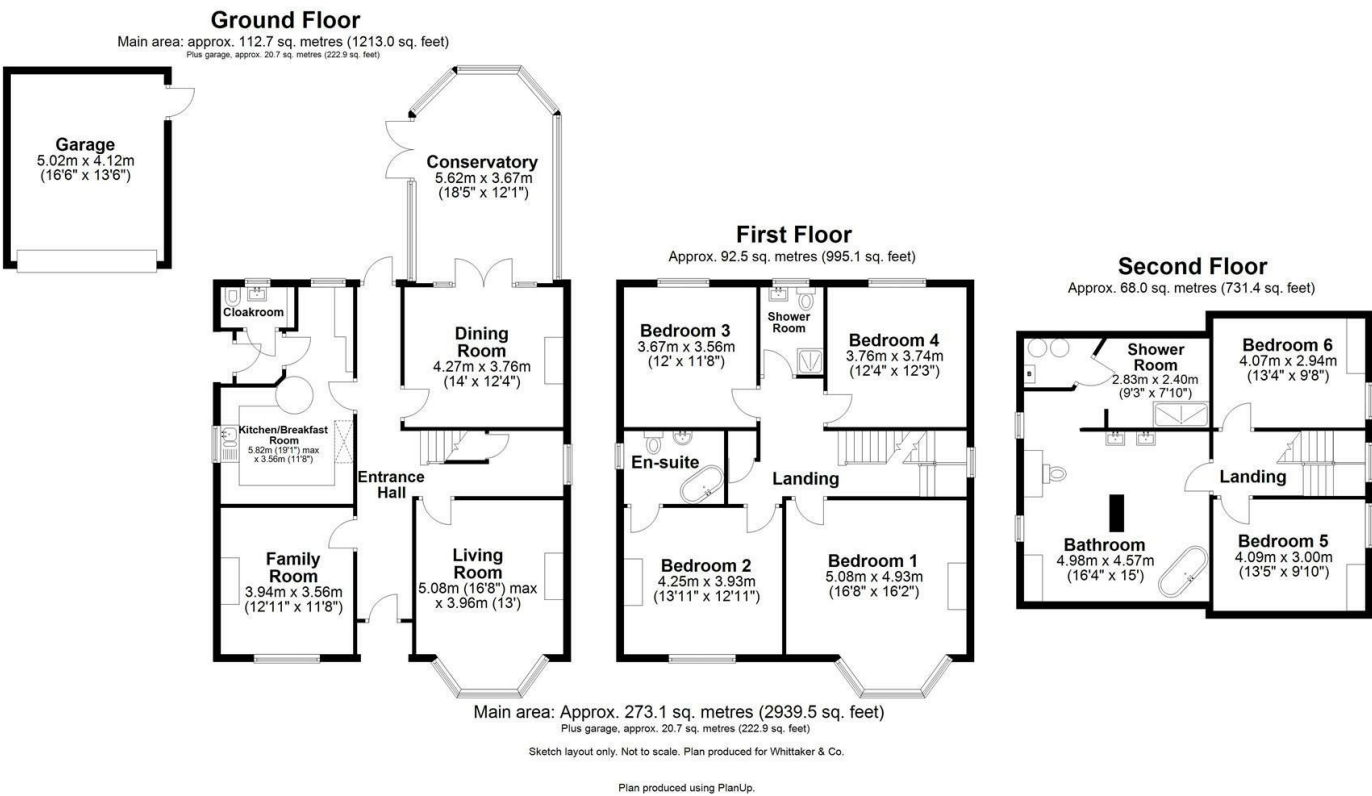 Ground Floor
Main area: approx. 112.7 sq. metres (1213.0 sq. feet)
Plus garage, approx. 20.7 sq. metres (222.9 sq. feet)
Garage
5.02m x 4.12m
(16'6" x 13'6")
Conservatory
5.62m x 3.67m
(18'5" x 12'1")
Cloakroom
Dining
Room
4.27m x 3.76m
(14' x 12'4")
Kitchen/Breakfast
Room
5.82m (19'1") max
x 3.56m (11'8")
Entrance
Hall
Family
Room
3.94m x 3.56m
(12'11" x 11'8")
Living
Room
5.08m (16'8") max
x 3.96m (13')
First Floor
Approx. 92.5 sq. metres (995.1 sq. feet)
Bedroom 3
3.67m x 3.56m
(12' x 11'8")
Shower
Room
Bedroom 4
3.76m x 3.74m
(12'4" x 12'3")
En-suite
Landing
Bedroom 2
4.25m x 3.93m
(13'11" x 12'11")
Bedroom 1
5.08m x 4.93m
(16'8" x 16'2")
Second Floor
Approx. 68.0 sq. metres (731.4 sq. feet)
Shower
Room
2.83m x 2.40m
(9'3" x 7'10")
Bedroom 6
4.07m x 2.94m
(13'4" x 9'8")
Landing
Bathroom
4.98m x 4.57m
(16'4" x 15')
Bedroom 5
4.09m x 3.00m
(13'5" x 9'10")
Main area: Approx. 273.1 sq. metres (2939.5 sq. feet)
Plus garage, approx. 20.7 sq. metres (222.9 sq. feet)
Sketch layout only. Not to scale. Plan produced for Whittaker & Co.
Plan produced using PlanUp.